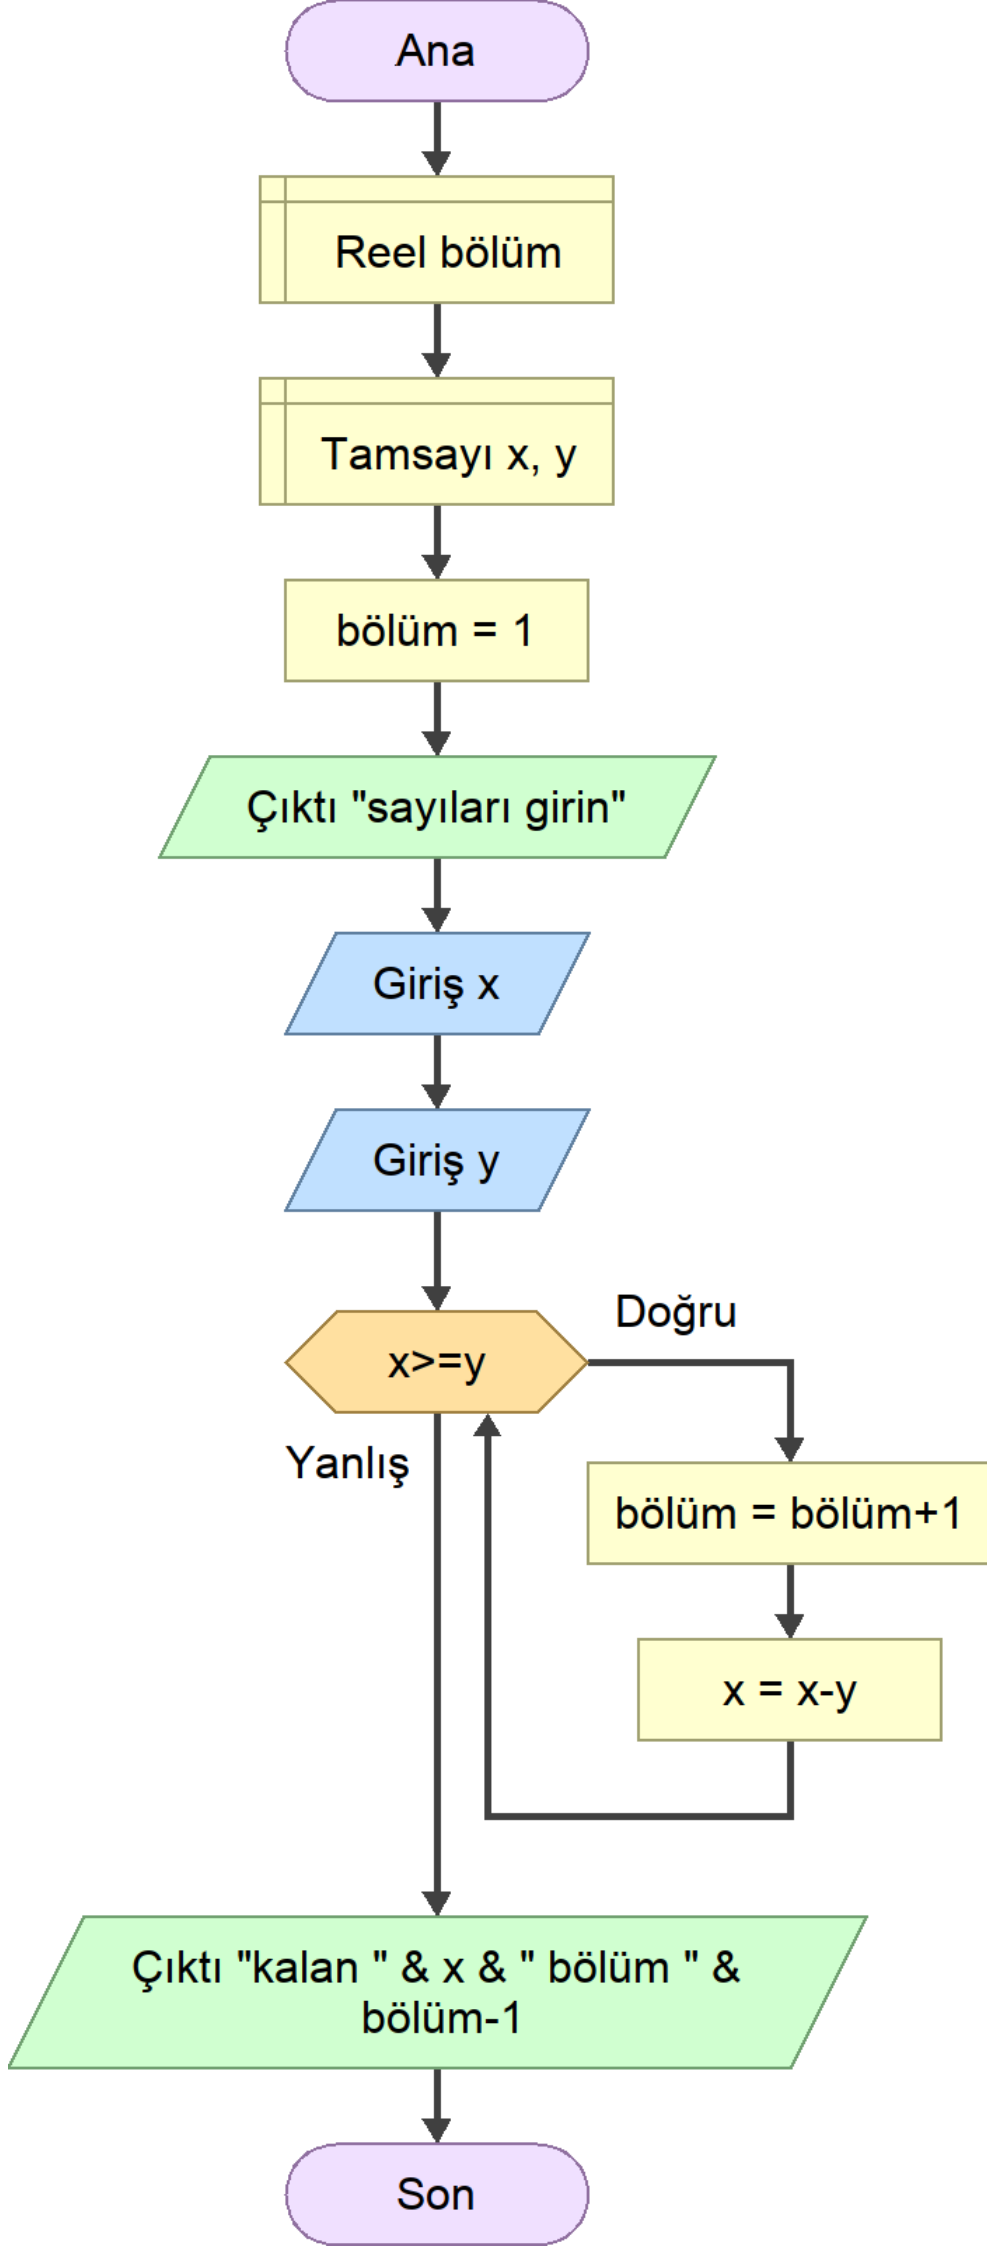 Ana
Reel bölüm
Tamsayı x, y
bölüm = 1
Çıktı "sayıları girin"
Giriş x
Giriş y
x>=y
Doğru
Yanlış
bölüm = bölüm+1
x = x-y
Çıktı "kalan " & x & " bölüm " &
bölüm-1
Son